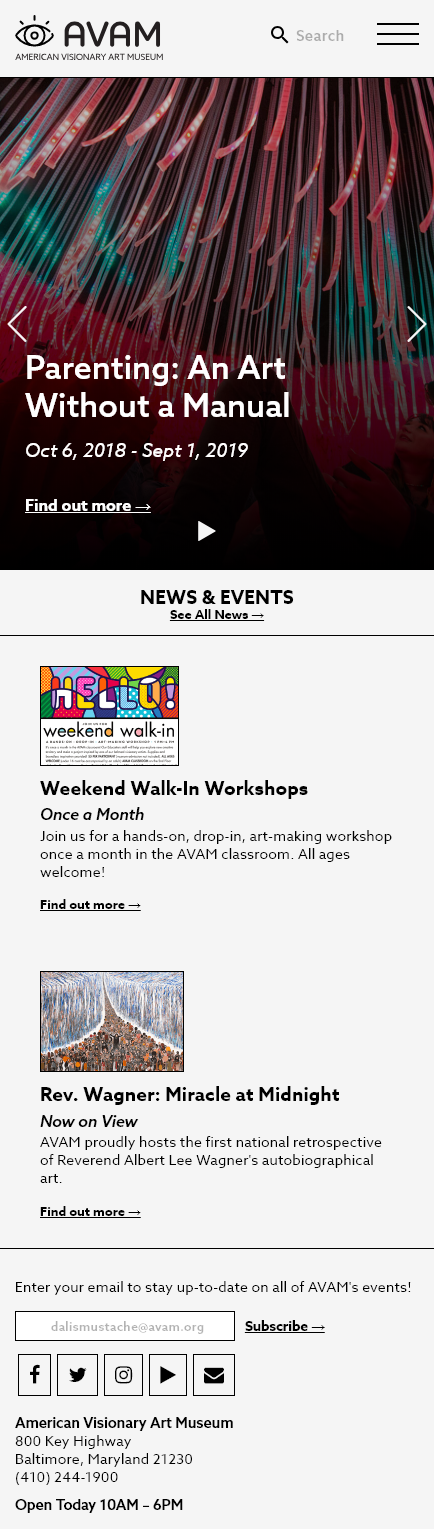 AVAM
Search
AMERICAN VISIONARY ART MUSEUM
Parenting: An Art
Without a Manual
Oct 6, 2018 - Sept 1, 2019
Find out more →
NEWS & EVENTS
See All News →
HELLO!
weekend walk-in
Weekend Walk-In Workshops
Once a Month
Join us for a hands-on, drop-in, art-making workshop
once a month in the AVAM classroom. All ages
welcome!
Find out more →
Rev. Wagner: Miracle at Midnight
Now on View
AVAM proudly hosts the first national retrospective
of Reverend Albert Lee Wagner's autobiographical
art.
Find out more →
Enter your email to stay up-to-date on all of AVAM's events!
dalismustache@avam.org
Subscribe →
American Visionary Art Museum
800 Key Highway
Baltimore, Maryland 21230
(410) 244-1900
Open Today 10AM – 6PM